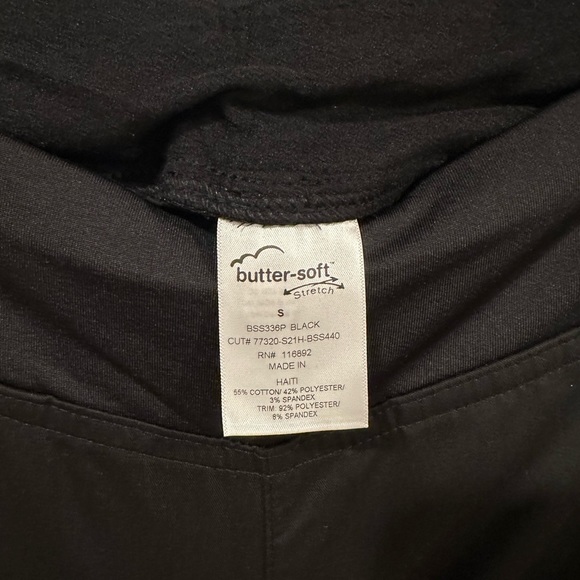 butter-soft™
Stretch
S
BSS336P BLACK
CUT# 77320-S21H-BSS440
RN# 116892
MADE IN
HAITI
55% COTTON/ 42% POLYESTER/
3% SPANDEX
TRIM: 92% POLYESTER/
8% SPANDEX